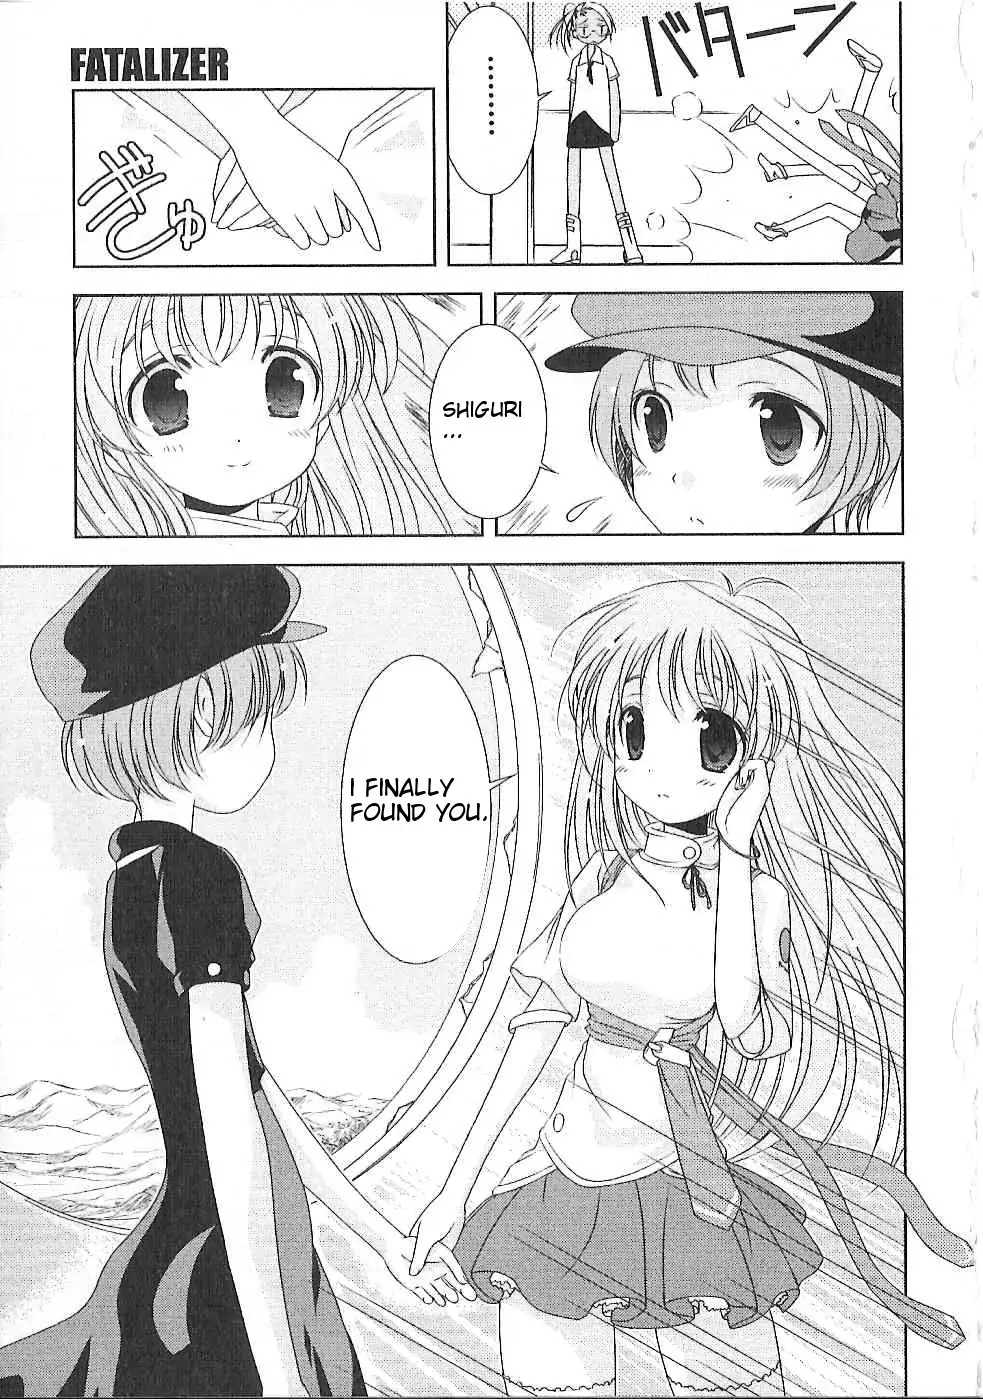 FATALIZER
バターン
………
ぎゅ
SHIGURI
...
I FINALLY
FOUND YOU.